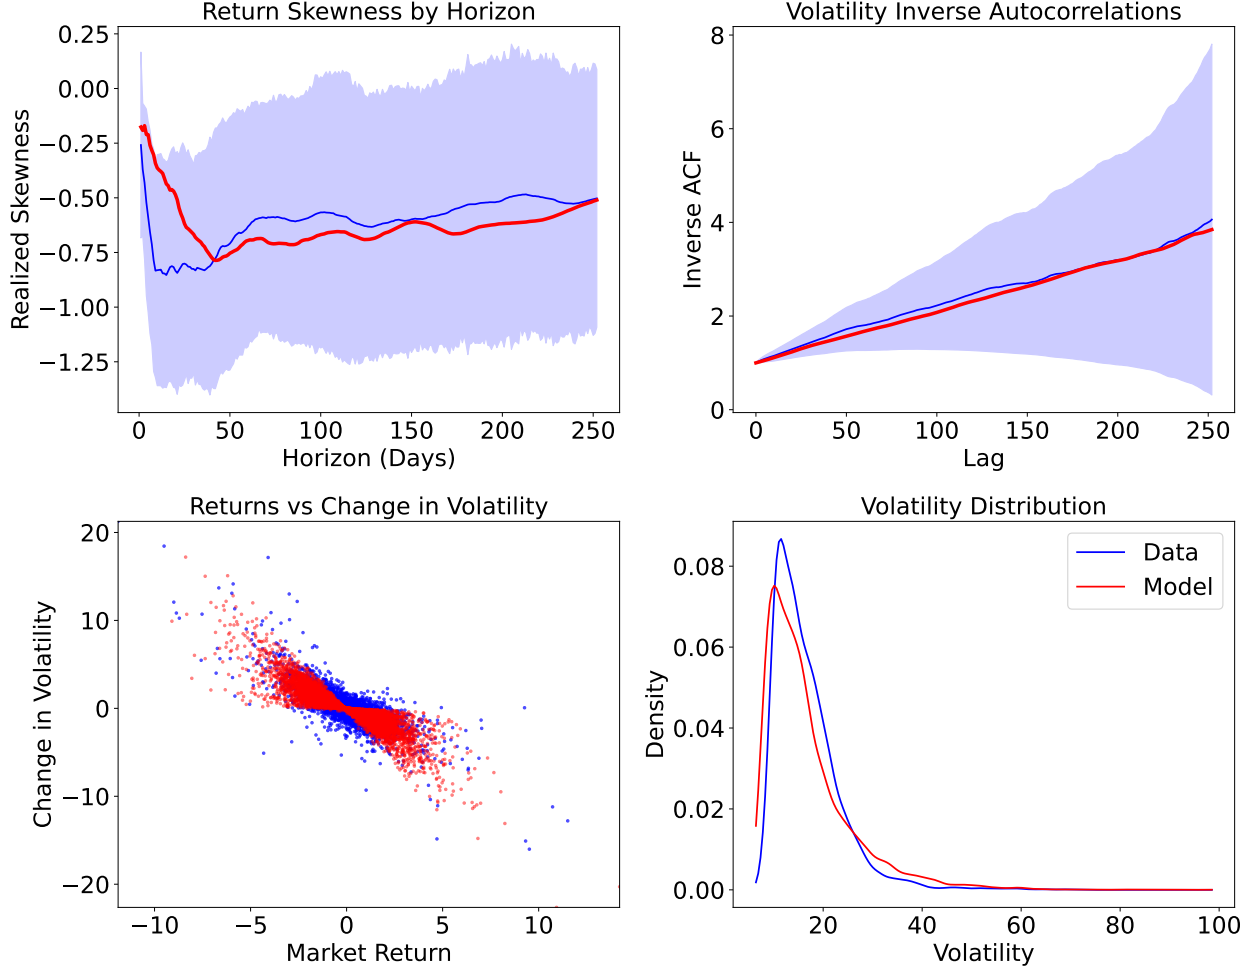 Return Skewness by Horizon
0.25
0.00
−0.25
−0.50
−0.75
−1.00
−1.25
Realized Skewness
0 50 100 150 200 250
Horizon (Days)
Volatility Inverse Autocorrelations
8
6
4
2
0
Inverse ACF
0 50 100 150 200 250
Lag
Returns vs Change in Volatility
20
10
0
−10
−20
Change in Volatility
−10 −5 0 5 10
Market Return
Volatility Distribution
Data
Model
0.08
0.06
0.04
0.02
0.00
Density
20 40 60 80 100
Volatility